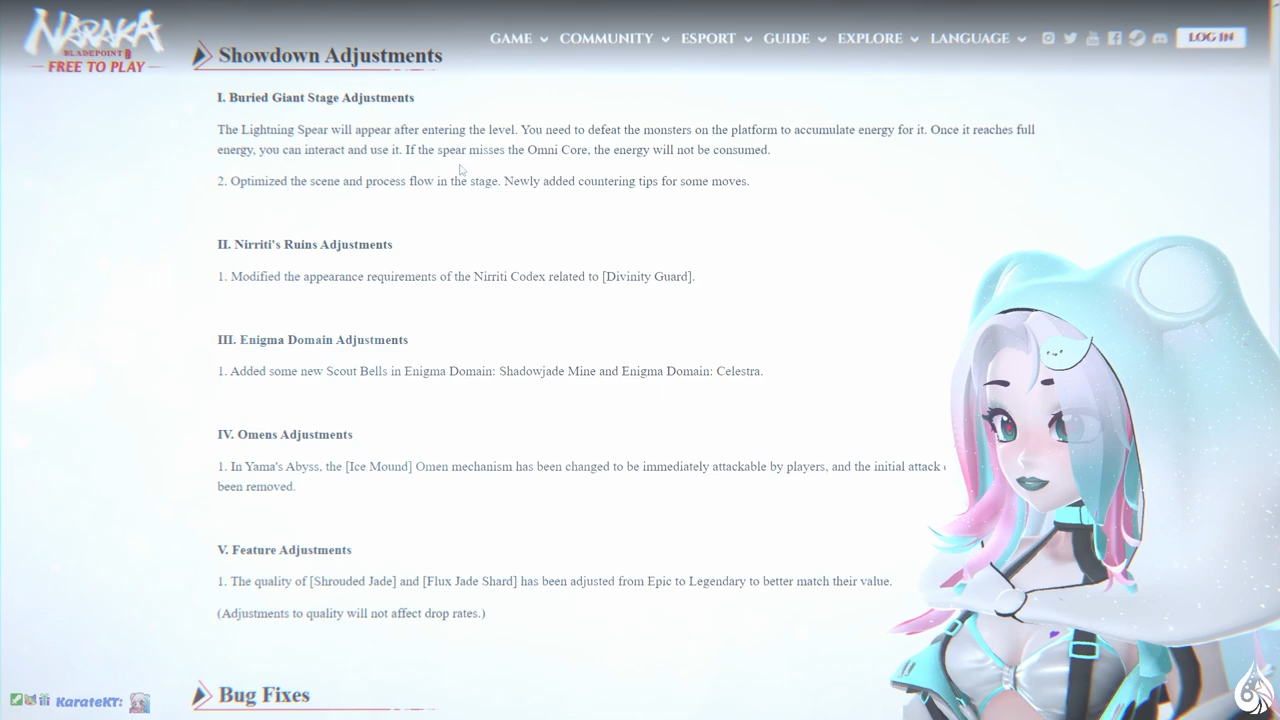 NARAKA
BLADEPOINT
FREE TO PLAY
GAME COMMUNITY ESPORT GUIDE EXPLORE LANGUAGE LOG IN
Showdown Adjustments
I. Buried Giant Stage Adjustments
The Lightning Spear will appear after entering the level. You need to defeat the monsters on the platform to accumulate energy for it. Once it reaches full
energy, you can interact and use it. If the spear misses the Omni Core, the energy will not be consumed.
2. Optimized the scene and process flow in the stage. Newly added countering tips for some moves.
II. Nirriti's Ruins Adjustments
1. Modified the appearance requirements of the Nirriti Codex related to [Divinity Guard].
III. Enigma Domain Adjustments
1. Added some new Scout Bells in Enigma Domain: Shadowjade Mine and Enigma Domain: Celestra.
IV. Omens Adjustments
1. In Yama's Abyss, the [Ice Mound] Omen mechanism has been changed to be immediately attackable by players, and the initial attack
been removed.
V. Feature Adjustments
1. The quality of [Shrouded Jade] and [Flux Jade Shard] has been adjusted from Epic to Legendary to better match their value.
(Adjustments to quality will not affect drop rates.)
KarateKT:
Bug Fixes